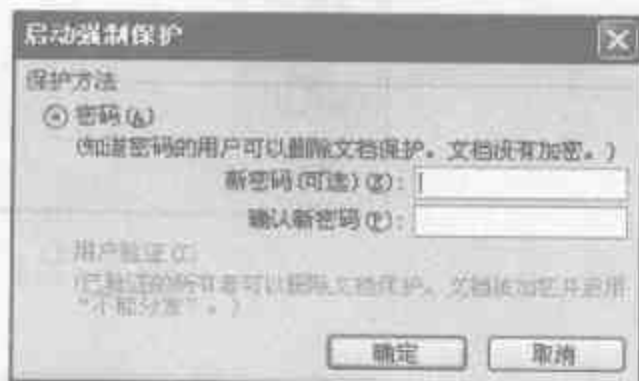 启动强制保护
保护方法
密码(A)
(知道密码的用户可以删除文档保护。文档没有加密。)
新密码(可选)(E):
确认新密码(P):
用户验证(U)
(已验证的所有者可以删除文档保护。文档被加密并启用
“不能分发”。)
确定
取消